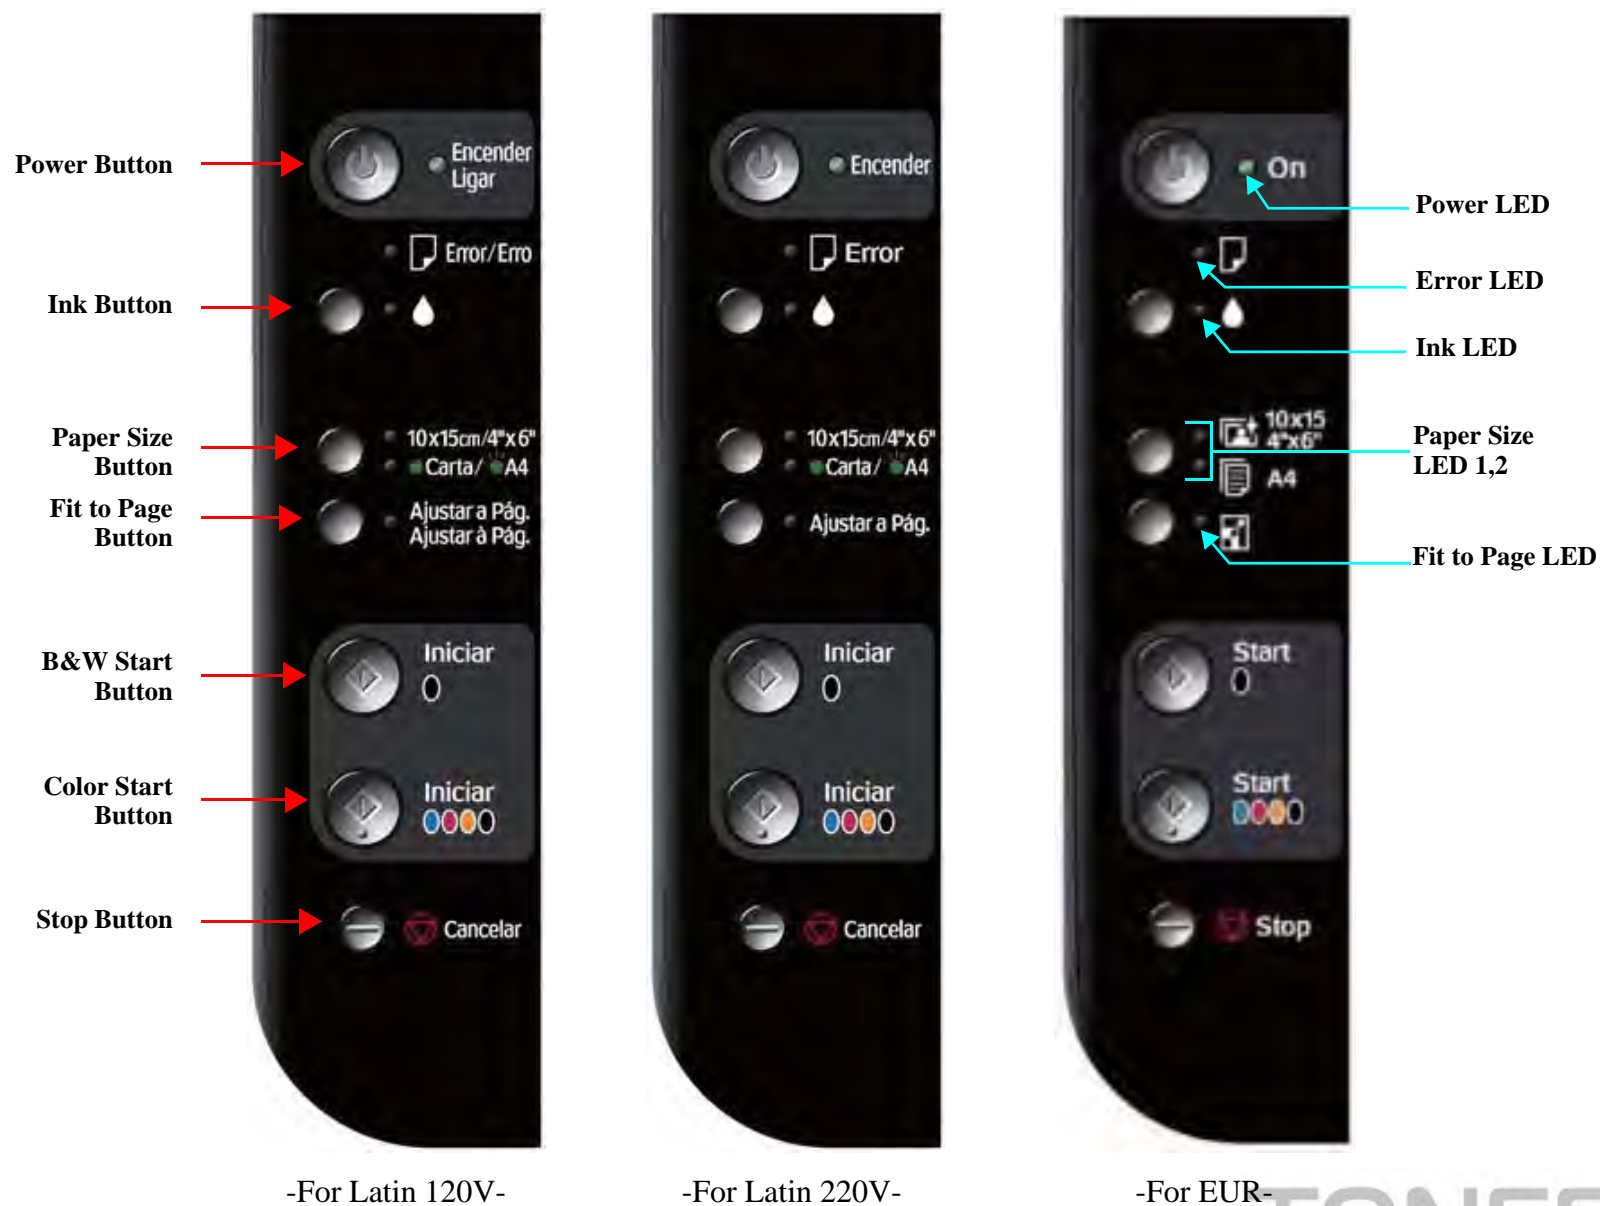 Power Button
Ink Button
Paper Size
Button
Fit to Page
Button
B&W Start
Button
Color Start
Button
Stop Button
Encender
Ligar
Error/Erro
10x15cm/4"x6"
Carta/ A4
Ajustar a Pág.
Ajustar à Pág.
Iniciar
Iniciar
Cancelar
-For Latin 120V-
Encender
Error
10x15cm/4"x6"
Carta/ A4
Ajustar a Pág.
Iniciar
Iniciar
Cancelar
-For Latin 220V-
On
10x15
4"x6"
A4
Start
Start
Stop
-For EUR-
Power LED
Error LED
Ink LED
Paper Size
LED 1,2
Fit to Page LED